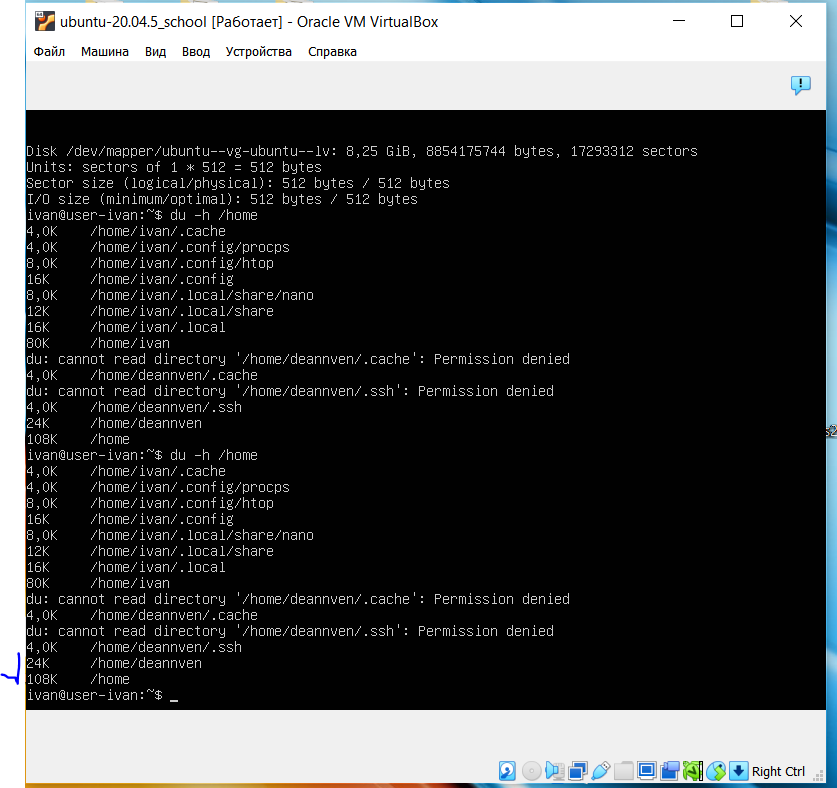 ubuntu-20.04.5_school [Работает] - Oracle VM VirtualBox
Файл Машина Вид Ввод Устройства Справка
Disk /dev/mapper/ubuntu--vg-ubuntu--lv: 8,25 GiB, 8854175744 bytes, 17293312 sectors
Units: sectors of 1 * 512 = 512 bytes
Sector size (logical/physical): 512 bytes / 512 bytes
I/O size (minimum/optimal): 512 bytes / 512 bytes
ivan@user-ivan:~$ du -h /home
4,0K /home/ivan/.cache
4,0K /home/ivan/.config/procps
8,0K /home/ivan/.config/htop
16K /home/ivan/.config
8,0K /home/ivan/.local/share/nano
12K /home/ivan/.local/share
16K /home/ivan/.local
80K /home/ivan
du: cannot read directory '/home/deannven/.cache': Permission denied
4,0K /home/deannven/.cache
du: cannot read directory '/home/deannven/.ssh': Permission denied
4,0K /home/deannven/.ssh
24K /home/deannven
108K /home
ivan@user-ivan:~$ du -h /home
4,0K /home/ivan/.cache
4,0K /home/ivan/.config/procps
8,0K /home/ivan/.config/htop
16K /home/ivan/.config
8,0K /home/ivan/.local/share/nano
12K /home/ivan/.local/share
16K /home/ivan/.local
80K /home/ivan
du: cannot read directory '/home/deannven/.cache': Permission denied
4,0K /home/deannven/.cache
du: cannot read directory '/home/deannven/.ssh': Permission denied
4,0K /home/deannven/.ssh
24K /home/deannven
108K /home
ivan@user-ivan:~$ _
Right Ctrl